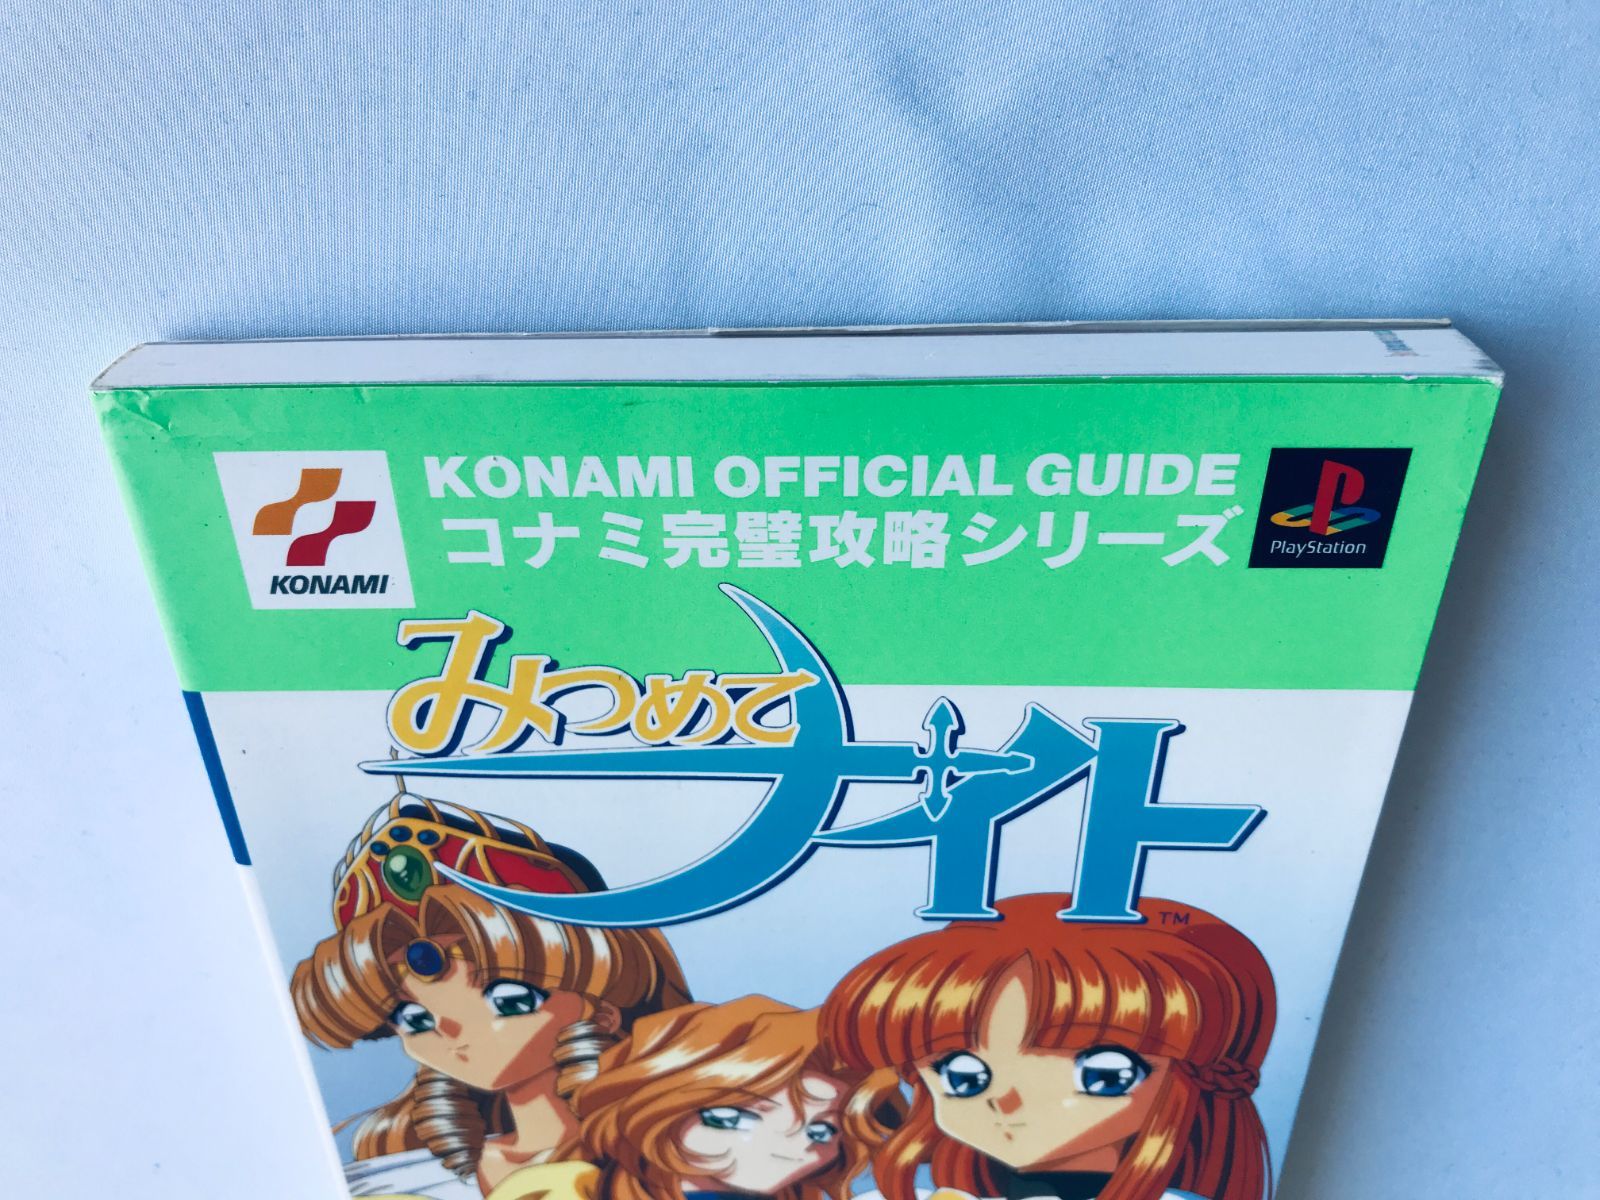 KONAMI OFFICIAL GUIDE
コナミ完璧攻略シリーズ
KONAMI
PlayStation
みつめて
ナイト
TM